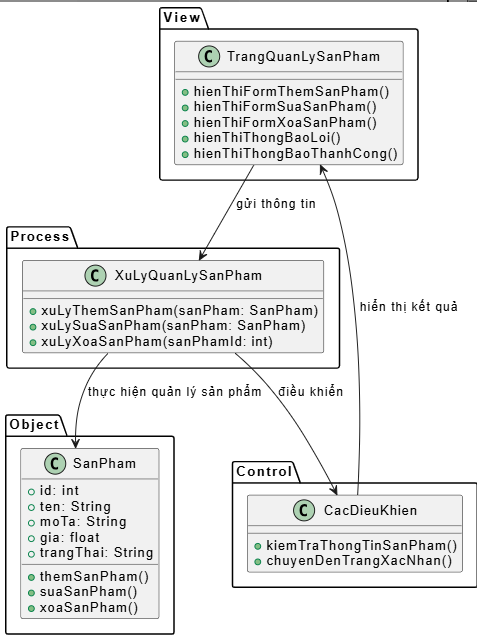 View
C TrangQuanLySanPham
hienThiFormThemSanPham()
hienThiFormSuaSanPham()
hienThiFormXoaSanPham()
hienThiThongBaoLoi()
hienThiThongBaoThanhCong()
gửi thông tin
Process
C XuLyQuanLySanPham
xuLyThemSanPham(sanPham: SanPham)
xuLySuaSanPham(sanPham: SanPham)
xuLyXoaSanPham(sanPhamId: int)
hiển thị kết quả
thực hiện quản lý sản phẩm
điều khiển
Object
C SanPham
id: int
ten: String
moTa: String
gia: float
trangThai: String
themSanPham()
suaSanPham()
xoaSanPham()
Control
C CacDieuKhien
kiemTraThongTinSanPham()
chuyenDenTrangXacNhan()